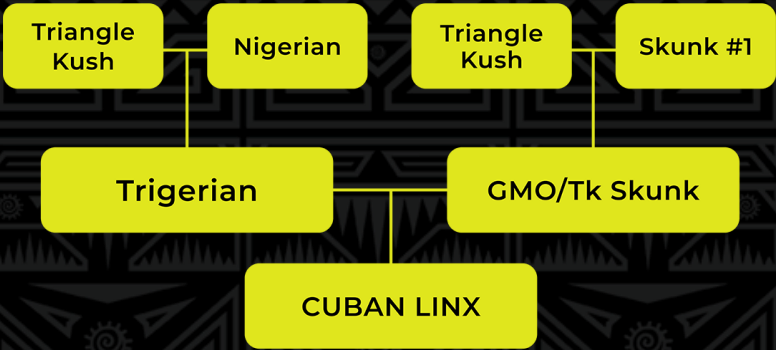 Triangle
Kush
Nigerian
Triangle
Kush
Skunk #1
Trigerian
GMO/Tk Skunk
CUBAN LINX